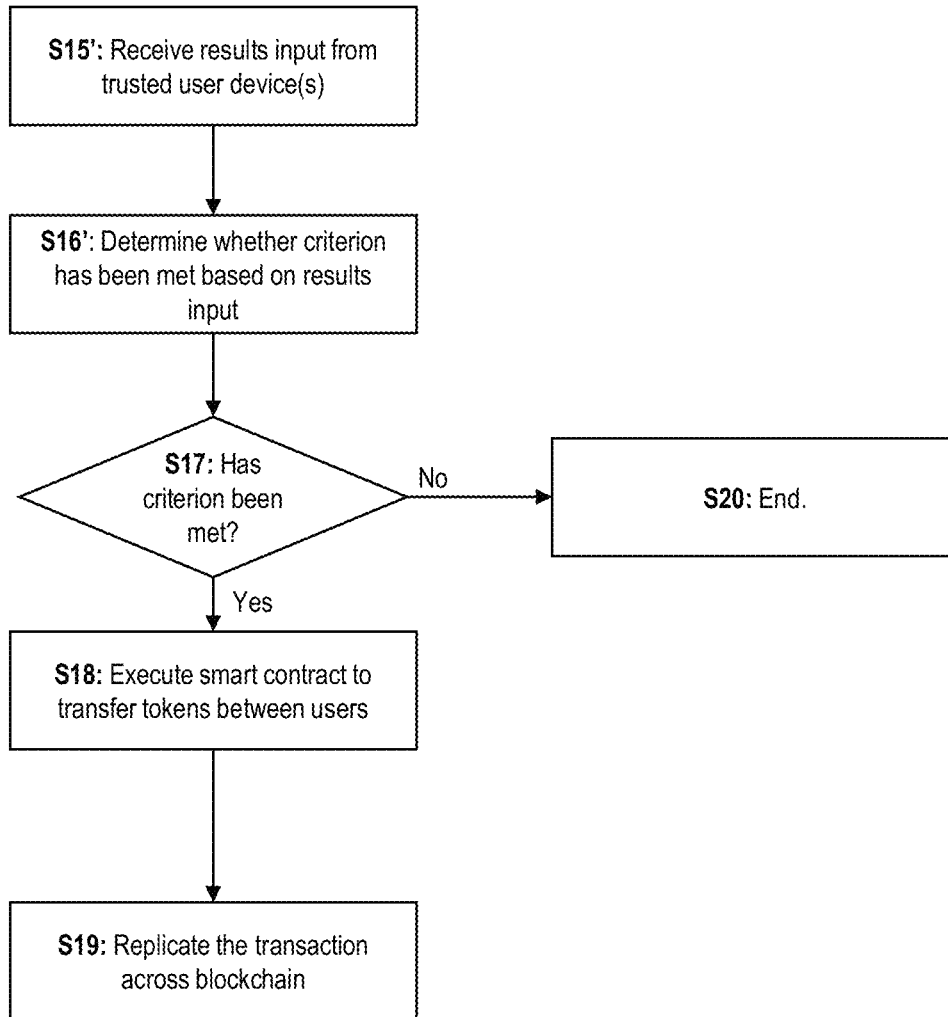 S15’: Receive results input from
trusted user device(s)
S16’: Determine whether criterion
has been met based on results
input
S17: Has
criterion been
met?
No
S20: End.
Yes
S18: Execute smart contract to
transfer tokens between users
S19: Replicate the transaction
across blockchain